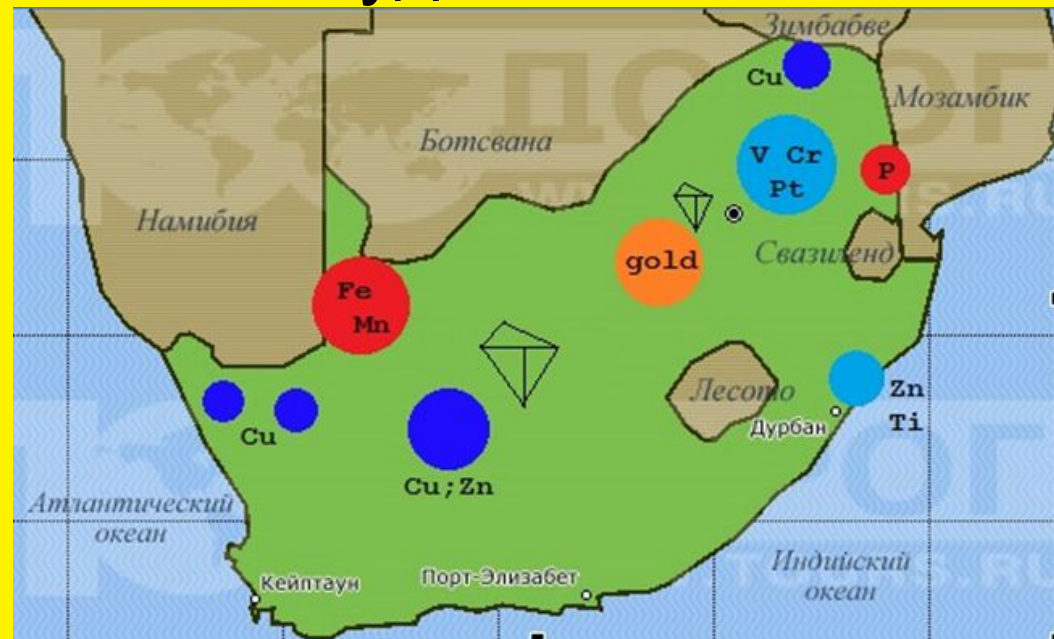 Зимбабве
Cu
Мозамбик
Ботсвана
V Cr
Pt
P
Намибия
Свазиленд
gold
Fe
Mn
Лесото
Zn
Ti
Дурбан
Cu
Cu;Zn
Атлантический
океан
Индийский
океан
Кейптаун
Порт-Элизабет